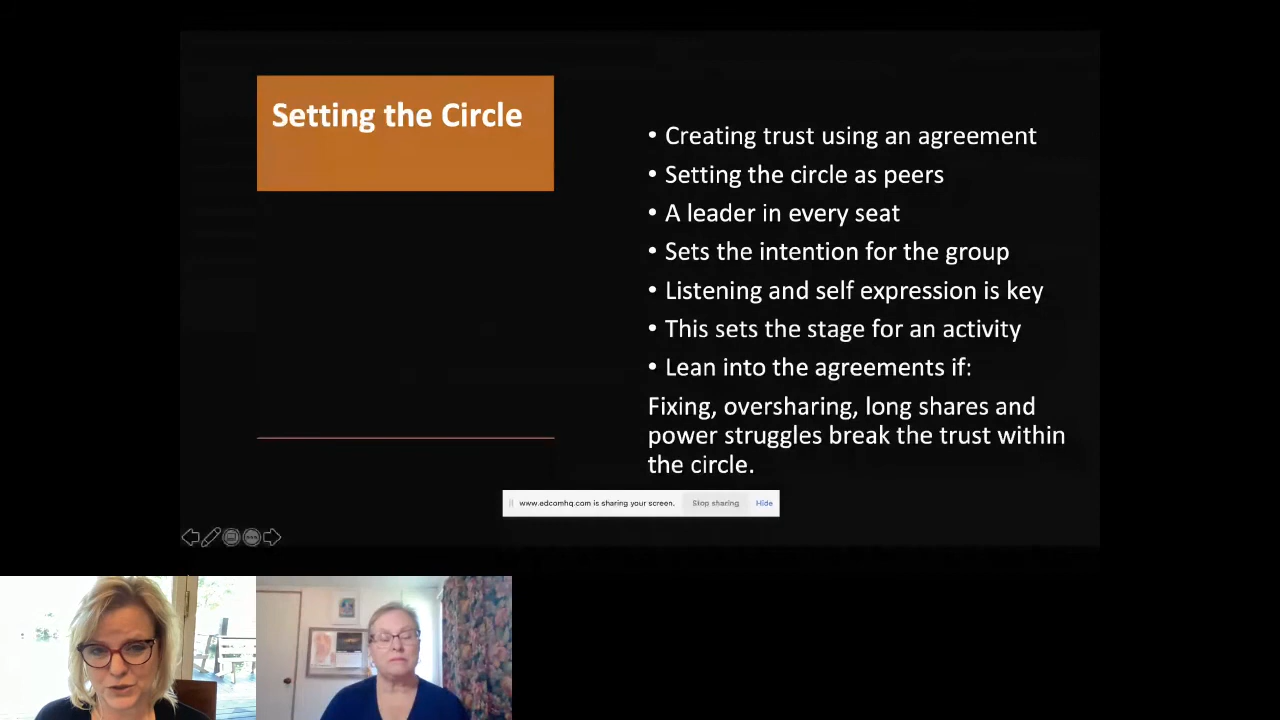 Setting the Circle
• Creating trust using an agreement
• Setting the circle as peers
• A leader in every seat
• Sets the intention for the group
• Listening and self expression is key
• This sets the stage for an activity
• Lean into the agreements if:
Fixing, oversharing, long shares and
power struggles break the trust within
the circle.
www.edcomhq.com is sharing your screen. Stop sharing Hide